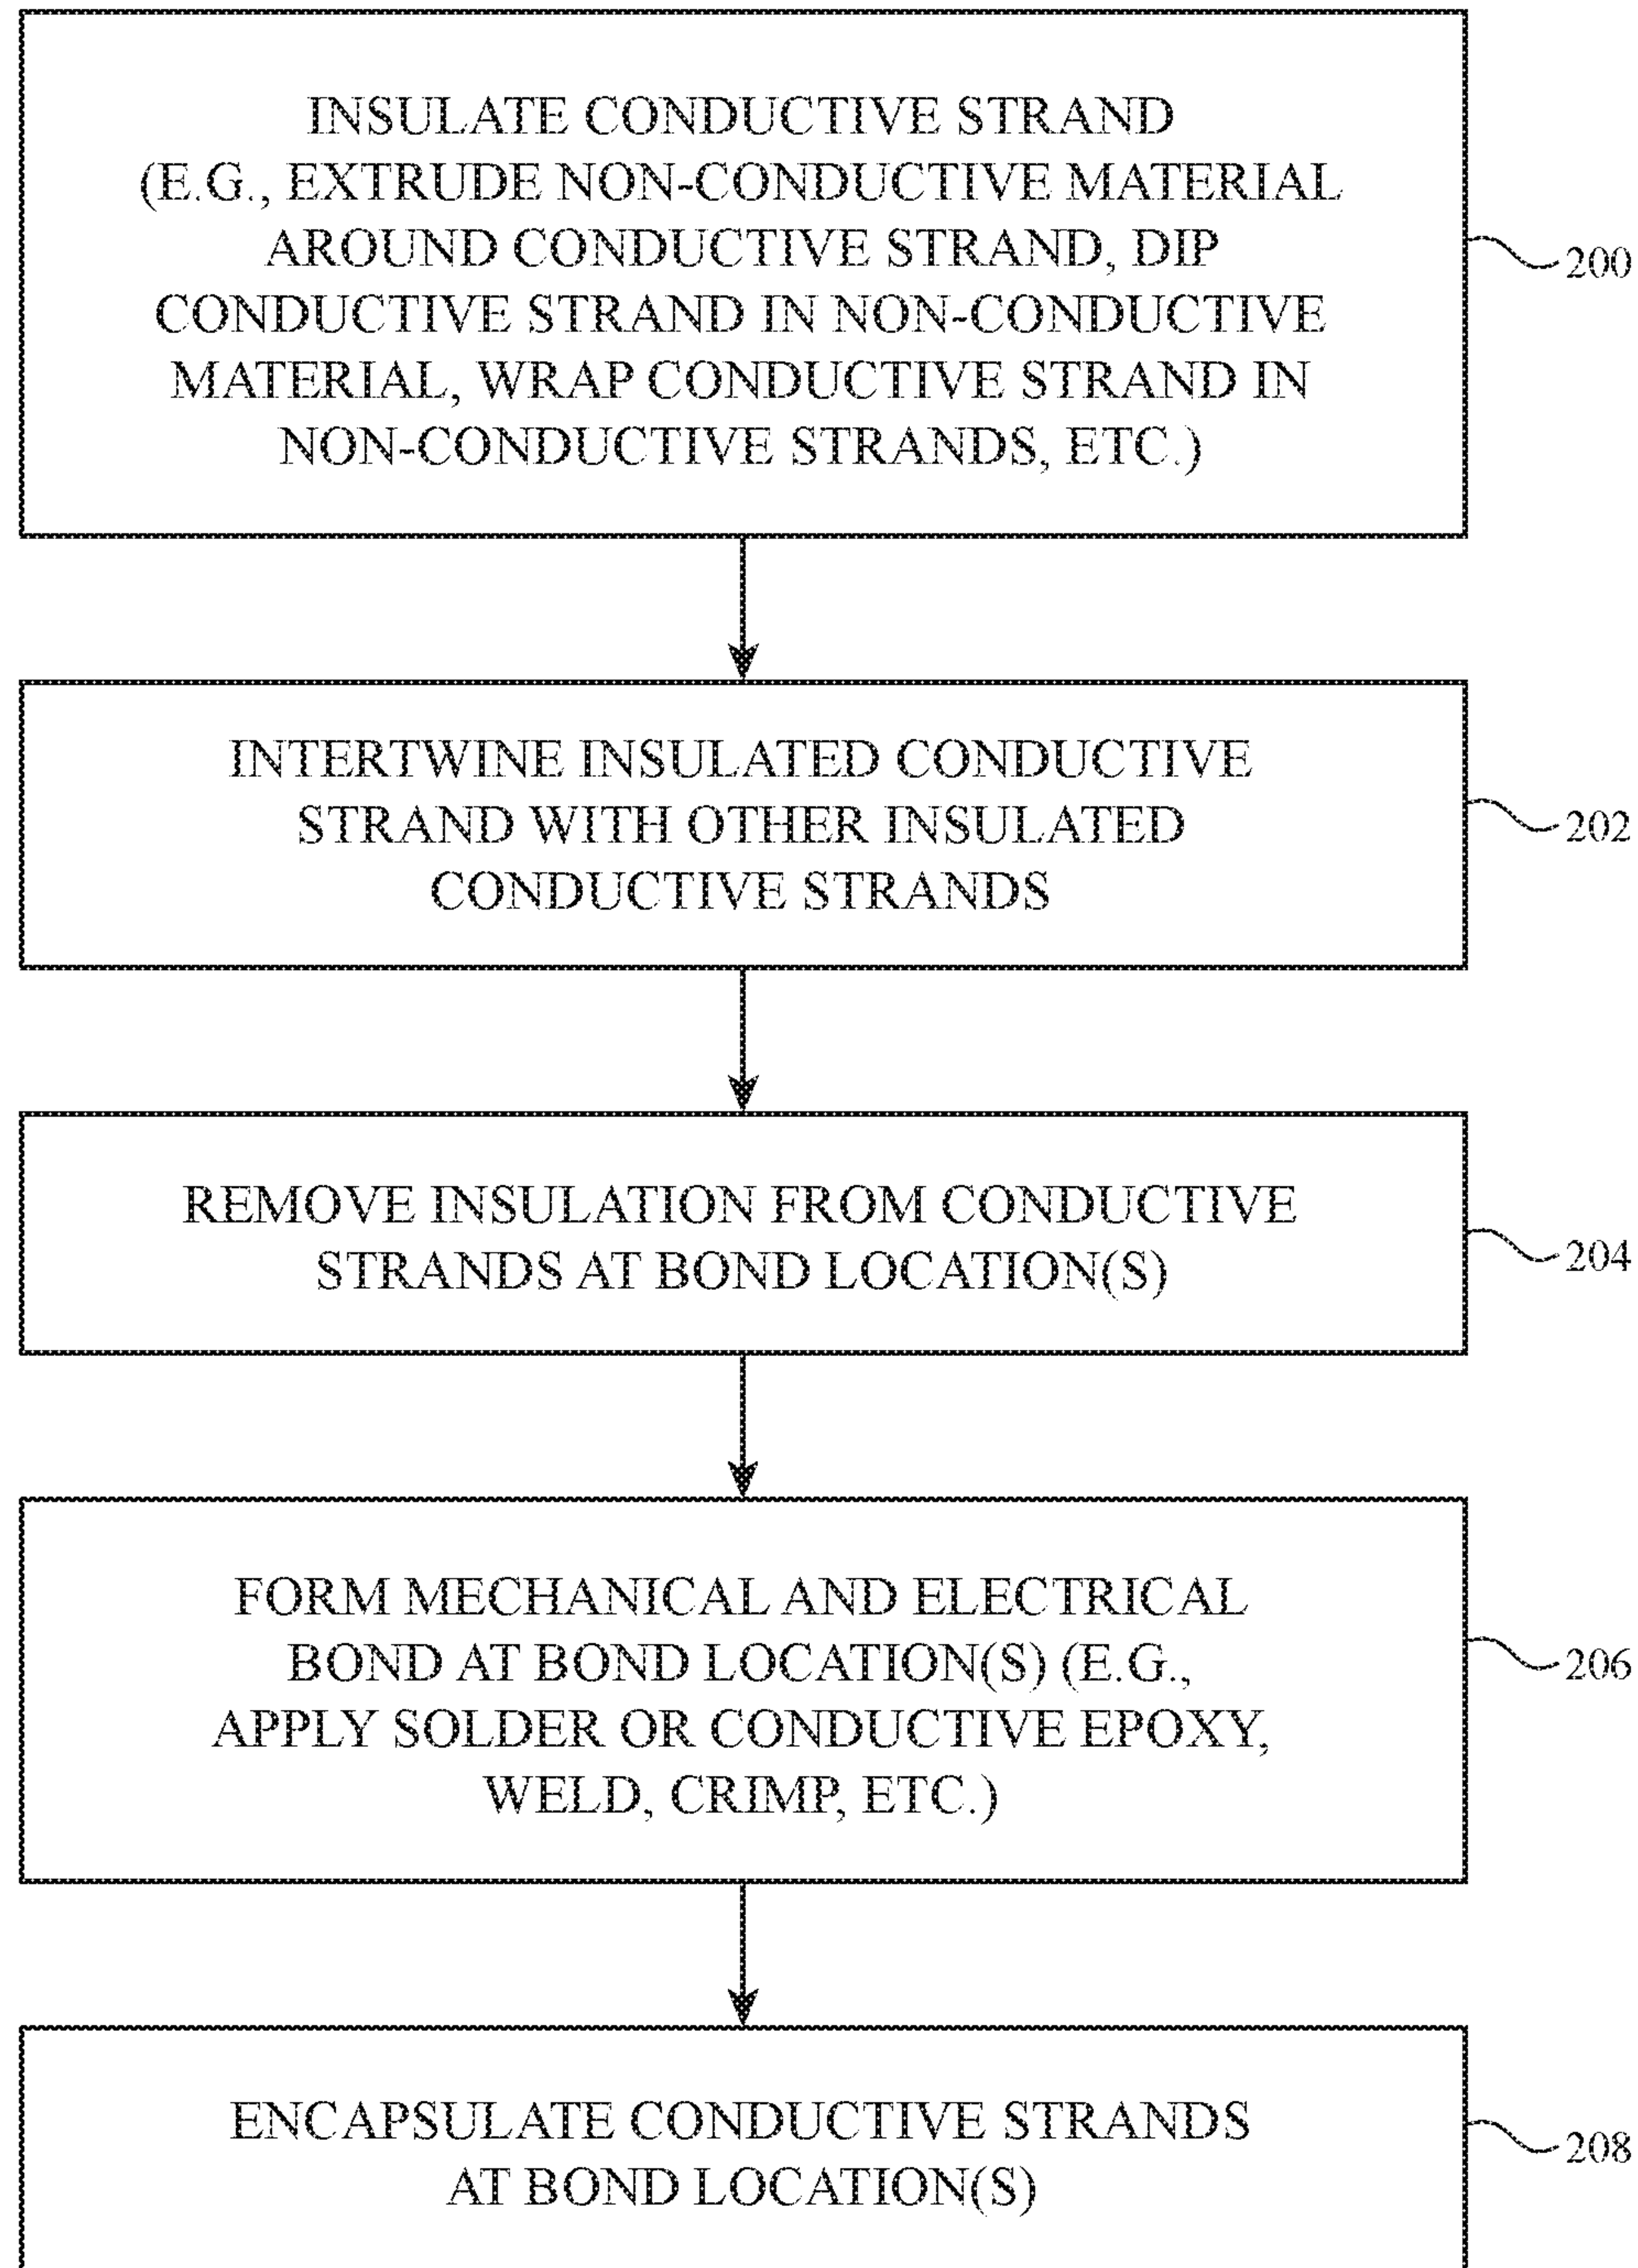 INSULATE CONDUCTIVE STRAND
(E.G., EXTRUDE NON-CONDUCTIVE MATERIAL
AROUND CONDUCTIVE STRAND, DIP
CONDUCTIVE STRAND IN NON-CONDUCTIVE
MATERIAL, WRAP CONDUCTIVE STRAND IN
NON-CONDUCTIVE STRANDS, ETC.)
200
INTERTWINE INSULATED CONDUCTIVE
STRAND WITH OTHER INSULATED
CONDUCTIVE STRANDS
202
REMOVE INSULATION FROM CONDUCTIVE
STRANDS AT BOND LOCATION(S)
204
FORM MECHANICAL AND ELECTRICAL
BOND AT BOND LOCATION(S) (E.G.,
APPLY SOLDER OR CONDUCTIVE EPOXY,
WELD, CRIMP, ETC.)
206
ENCAPSULATE CONDUCTIVE STRANDS
AT BOND LOCATION(S)
208